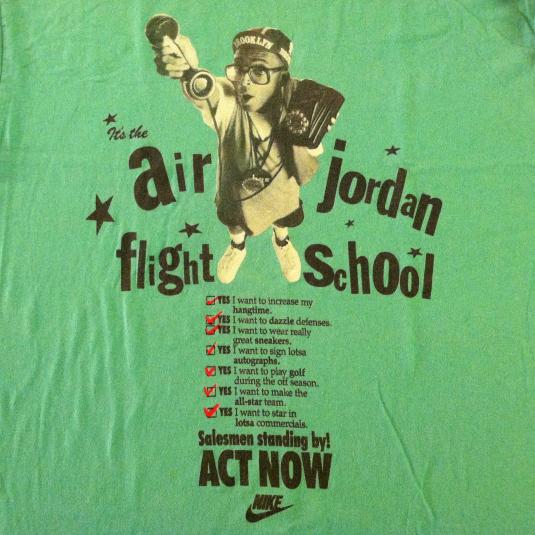 BROOKLYN
It's the
air jordan
flight school
YES I want to increase my
hangtime.
YES I want to dazzle defenses.
YES I want to wear really
great sneakers.
YES I want to sign lotsa
autographs.
YES I want to play golf
during the off season.
YES I want to make the
all-star team.
YES I want to star in
lotsa commercials.
Salesmen standing by!
ACT NOW
NIKE